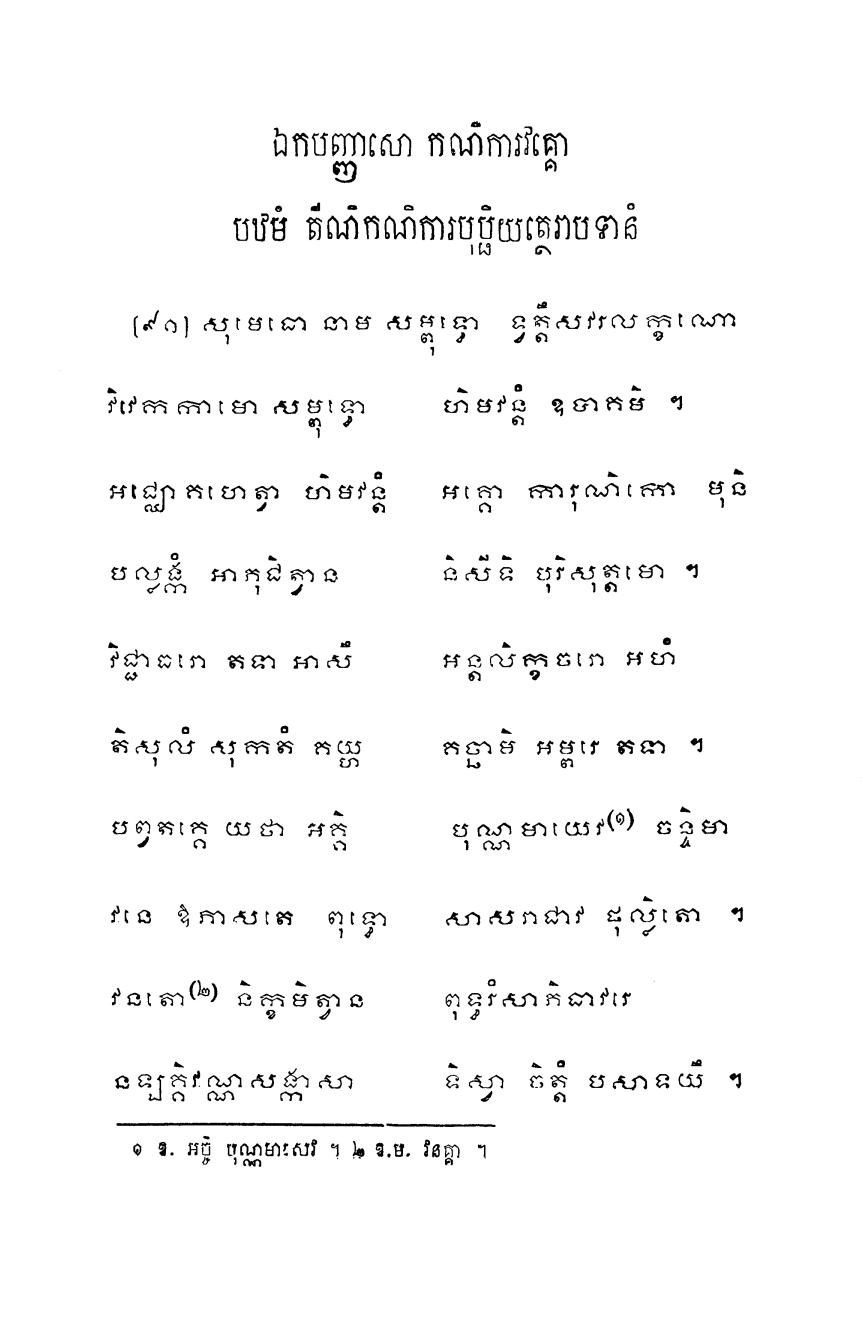 ឯកបញ្ញាសោ កណិការវគ្គោ
បឋមំ តីណិកណិការបុប្ផិយត្ថេរាបទានំ
(៩១) សុមេធោ នាម សម្ពុទ្ធោ ទ្វត្តឹសវរលក្ខណោ
វិវេកកាមោ សម្ពុទ្ធោ ហិមវន្តំ ឧបាគមិ ។
អជ្ឈោគហេត្វា ហិមវន្តំ អគ្គោ ការុណិកោ មុនិ
បល្លង្កំ អាភុជិត្វាន និសីទិ បុរិសុត្តមោ ។
វិជ្ជាធរោ តទា អាសឹ អន្តលិក្ខចរោ អហំ
តិសុលំ សុកតំ គយ្ហ គច្ឆាមិ អម្ពរេ តទា ។
បព្វតគ្គេ យថា អគ្គិ បុណ្ណមាយេវ(១) ចន្ទិមា
វនេ ឱភាសតេ ពុទ្ធោ សាលរាជាវ ផុល្លិតោ ។
វនតោ(២) និក្ខមិត្វាន ពុទ្ធរំសាភិធាវរេ
នឡគ្គិវណ្ណសង្កាសា ទិស្វា ចិត្តំ បសាទយឹ ។
១ ឱ. អច្ចិ បុណ្ណមាសេវ ។ ២ ឱ.ម. វនគ្គា ។